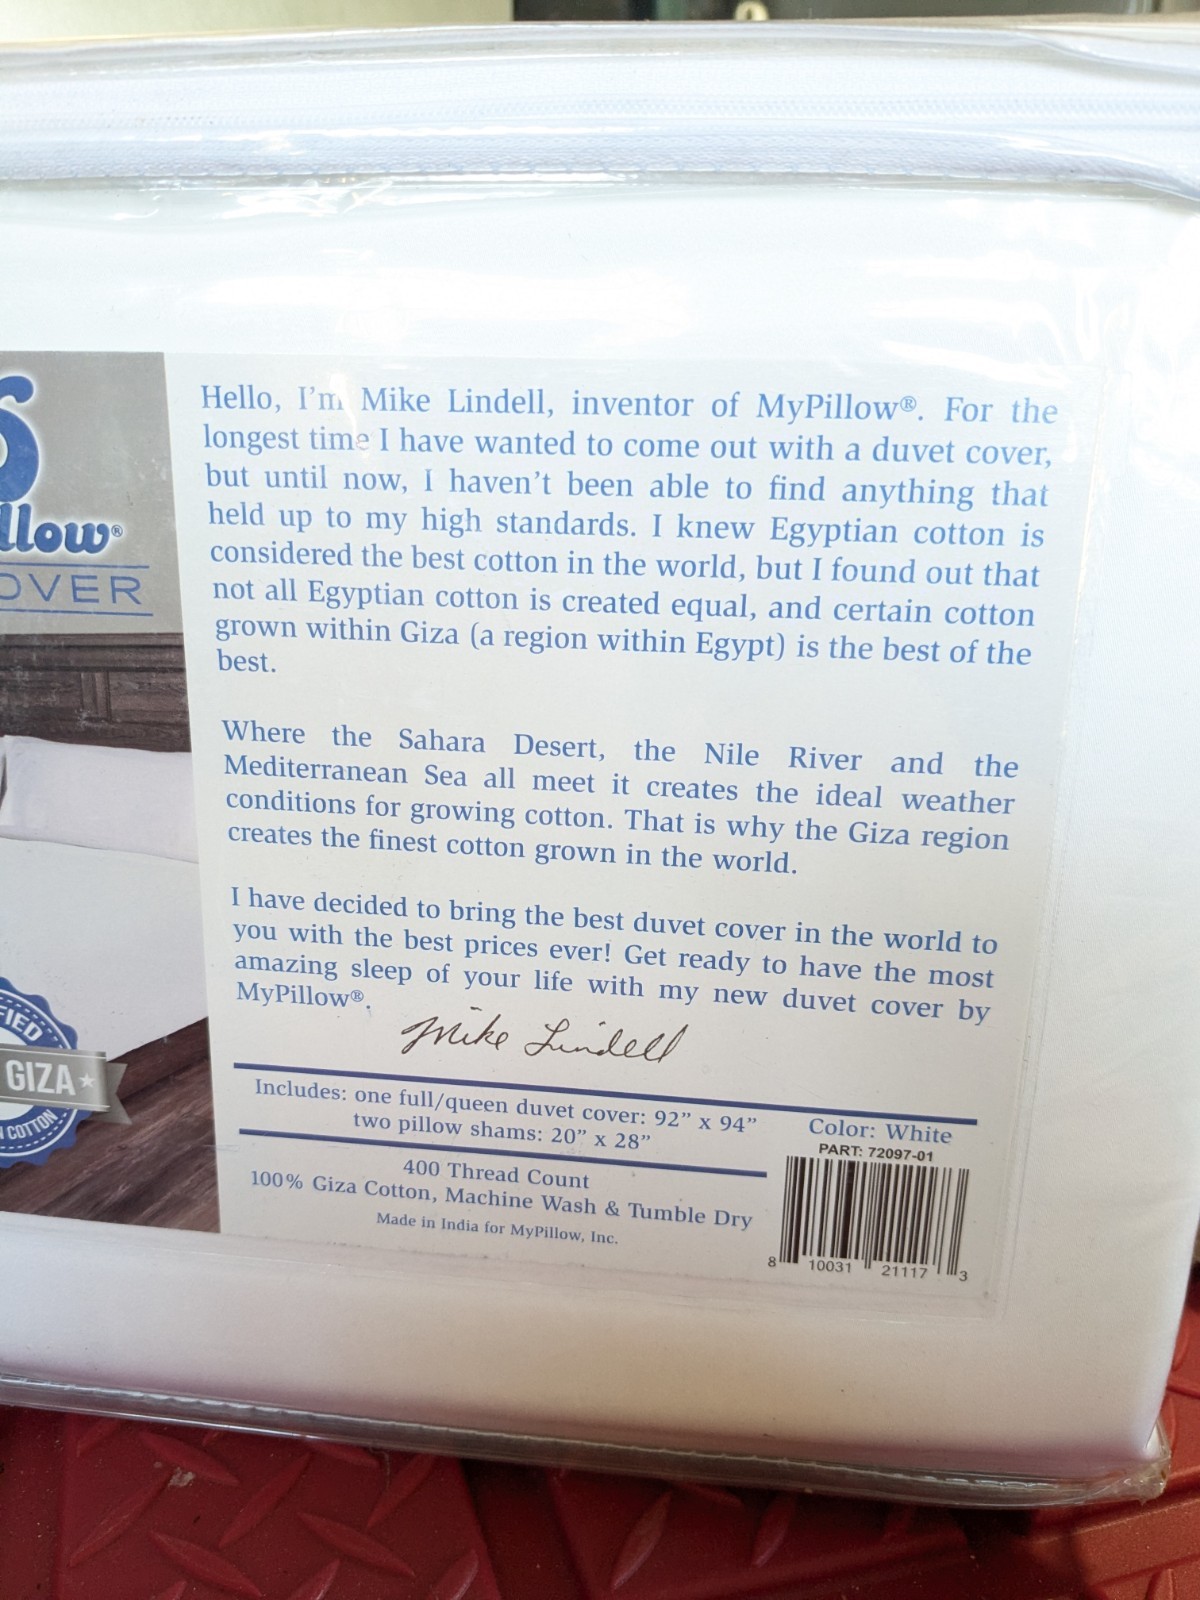 llow®
OVER
FIED
GIZA
COTTON
Hello, I'm Mike Lindell, inventor of MyPillow®. For the
longest time I have wanted to come out with a duvet cover,
but until now, I haven't been able to find anything that
held up to my high standards. I knew Egyptian cotton is
considered the best cotton in the world, but I found out that
not all Egyptian cotton is created equal, and certain cotton
grown within Giza (a region within Egypt) is the best of the
best.
Where the Sahara Desert, the Nile River and the
Mediterranean Sea all meet it creates the ideal weather
conditions for growing cotton. That is why the Giza region
creates the finest cotton grown in the world.
I have decided to bring the best duvet cover in the world to
you with the best prices ever! Get ready to have the most
amazing sleep of your life with my new duvet cover by
MyPillow®.
Mike Lindell
Includes: one full/queen duvet cover: 92” x 94”
two pillow shams: 20” x 28”
400 Thread Count
100% Giza Cotton, Machine Wash & Tumble Dry
Made in India for MyPillow, Inc.
Color: White
PART: 72097-01
8 10031 21117 3